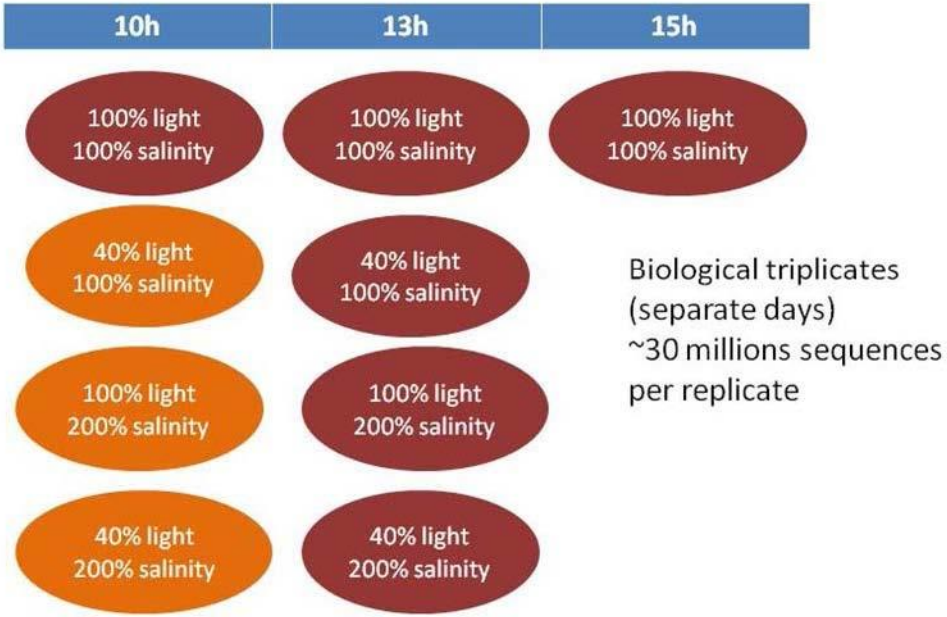 10h
13h
15h
100% light
100% salinity
100% light
100% salinity
100% light
100% salinity
40% light
100% salinity
40% light
100% salinity
Biological triplicates
(separate days)
~30 millions sequences
per replicate
100% light
200% salinity
100% light
200% salinity
40% light
200% salinity
40% light
200% salinity